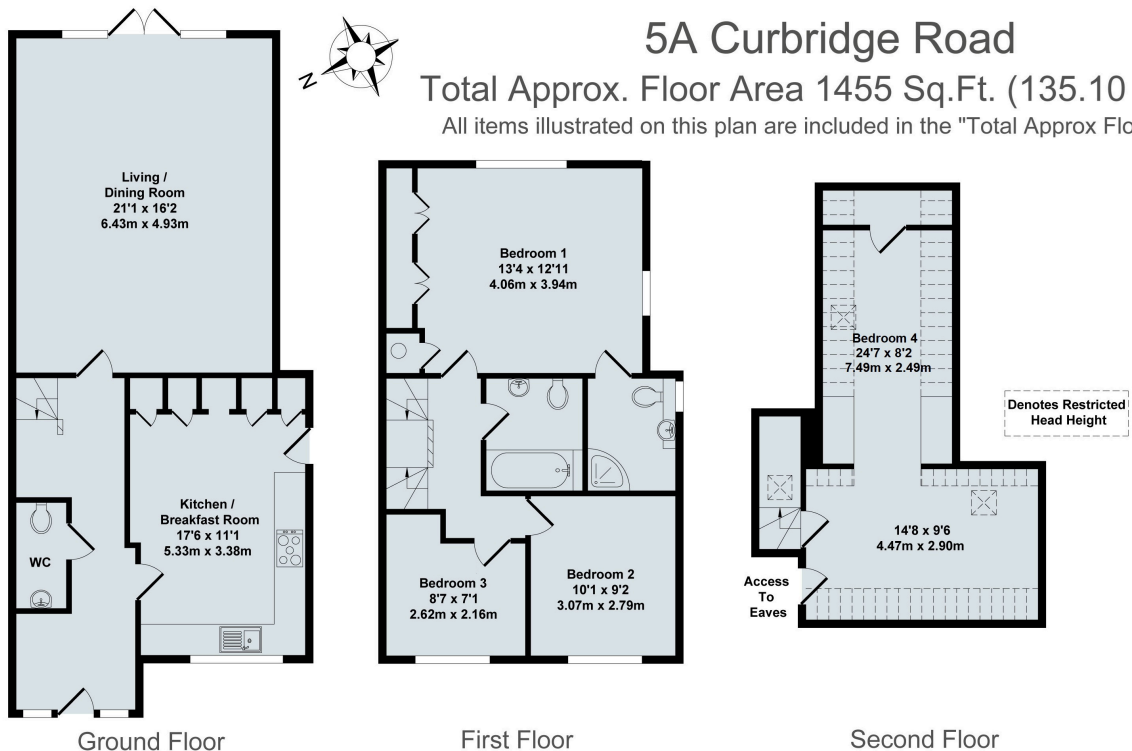 5A Curbridge Road
Total Approx. Floor Area 1455 Sq.Ft. (135.10
All items illustrated on this plan are included in the "Total Approx Flo
N
Living /
Dining Room
21'1 x 16'2
6.43m x 4.93m
Kitchen /
Breakfast Room
17'6 x 11'1
5.33m x 3.38m
WC
Ground Floor
Bedroom 1
13'4 x 12'11
4.06m x 3.94m
Bedroom 3
8'7 x 7'1
2.62m x 2.16m
Bedroom 2
10'1 x 9'2
3.07m x 2.79m
First Floor
Bedroom 4
24'7 x 8'2
7.49m x 2.49m
Denotes Restricted
Head Height
14'8 x 9'6
4.47m x 2.90m
Access
To
Eaves
Second Floor